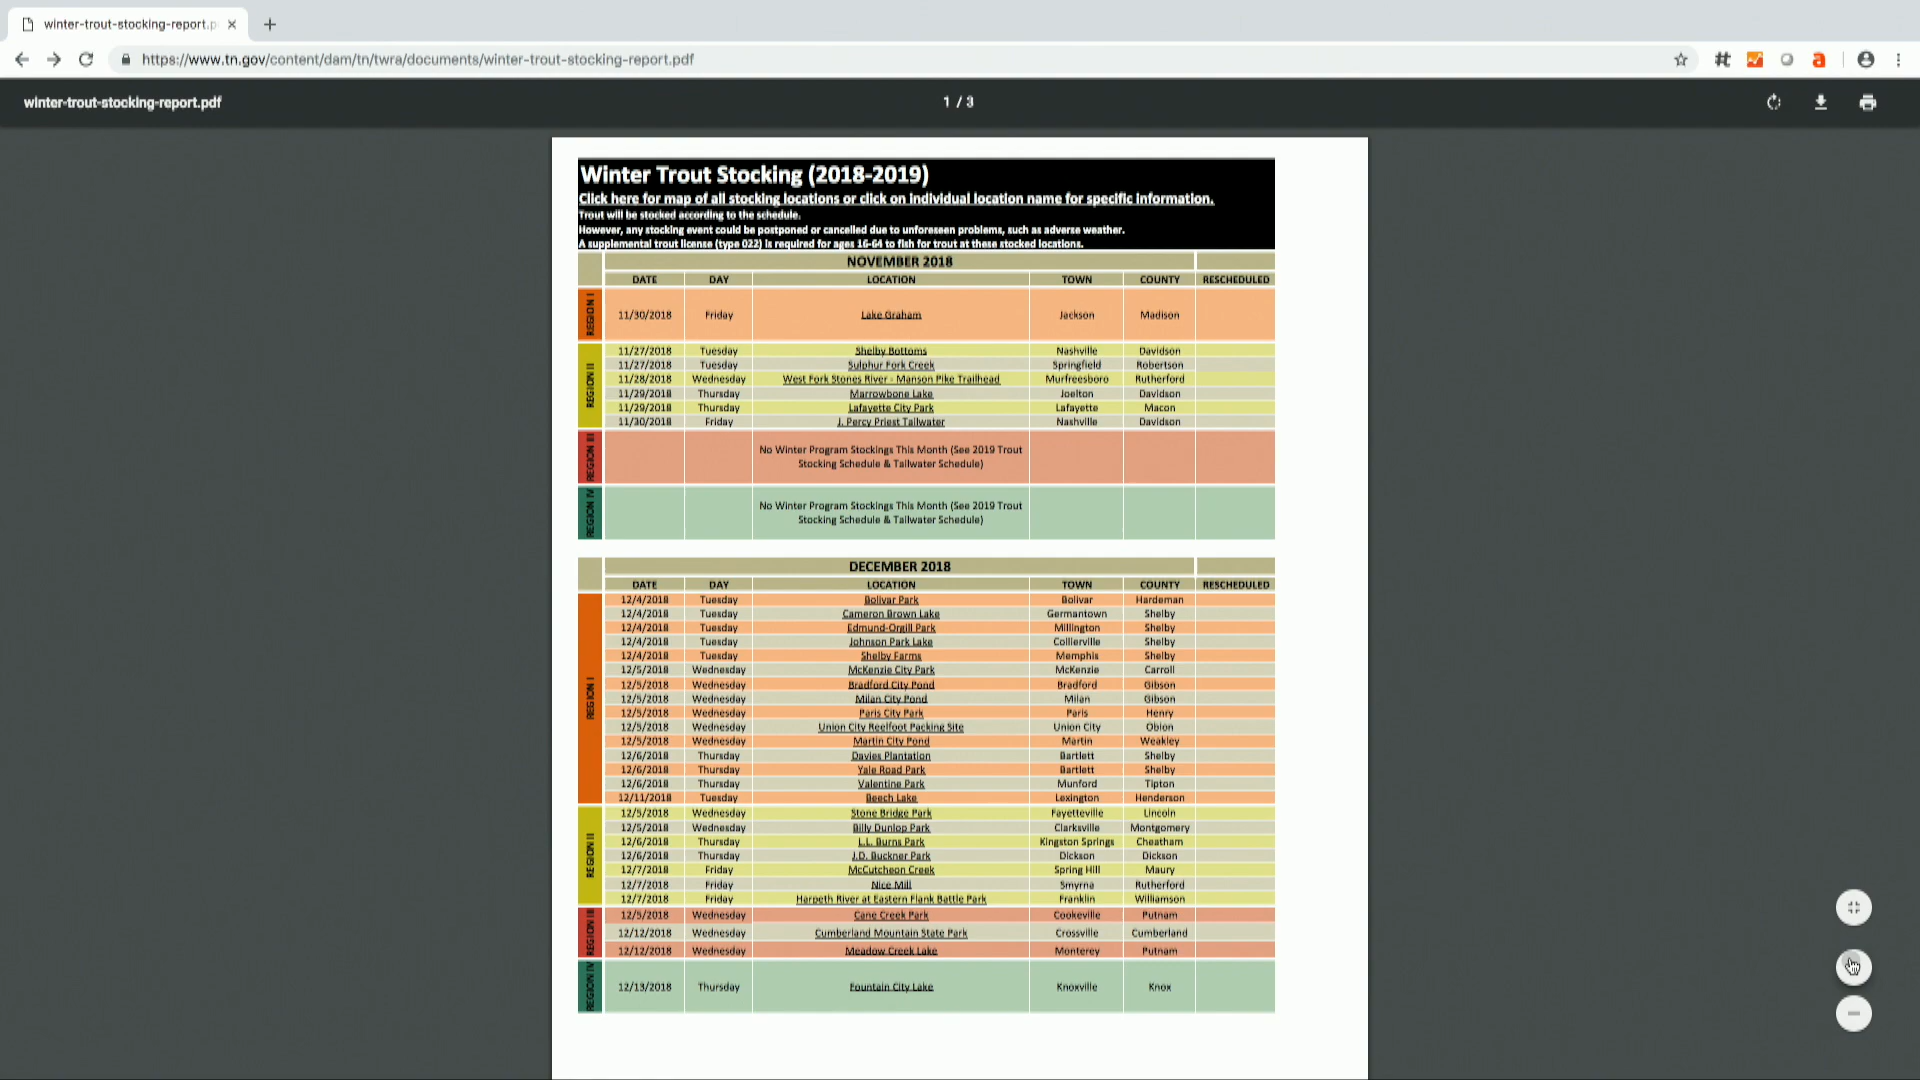 winter-trout-stocking-report.p
https://www.tn.gov/content/dam/tn/twra/documents/winter-trout-stocking-report.pdf
winter-trout-stocking-report.pdf 1 / 3
Winter Trout Stocking (2018-2019)
Click here for map of all stocking locations or click on individual location name for specific information.
Trout will be stocked according to the schedule.
However, any stocking event could be postponed or cancelled due to unforeseen problems, such as adverse weather.
A supplemental trout license (type 022) is required for ages 16-64 to fish for trout at these stocked locations.
NOVEMBER 2018
DATE DAY LOCATION TOWN COUNTY RESCHEDULED
REGION I
11/30/2018 Friday Lake Graham Jackson Madison
REGION II
11/27/2018 Tuesday Shelby Bottoms Nashville Davidson
11/27/2018 Tuesday Sulphur Fork Creek Springfield Robertson
11/28/2018 Wednesday West Fork Stones River - Manson Pike Trailhead Murfreesboro Rutherford
11/29/2018 Thursday Marrowbone Lake Joelton Davidson
11/29/2018 Thursday Lafayette City Park Lafayette Macon
11/30/2018 Friday J. Percy Priest Tailwater Nashville Davidson
REGION III
No Winter Program Stockings This Month (See 2019 Trout
Stocking Schedule & Tailwater Schedule)
REGION IV
No Winter Program Stockings This Month (See 2019 Trout
Stocking Schedule & Tailwater Schedule)
DECEMBER 2018
DATE DAY LOCATION TOWN COUNTY RESCHEDULED
REGION I
12/4/2018 Tuesday Bolivar Park Bolivar Hardeman
12/4/2018 Tuesday Cameron Brown Lake Germantown Shelby
12/4/2018 Tuesday Edmund-Orgill Park Millington Shelby
12/4/2018 Tuesday Johnson Park Lake Collierville Shelby
12/4/2018 Tuesday Shelby Farms Memphis Shelby
12/5/2018 Wednesday McKenzie City Park McKenzie Carroll
12/5/2018 Wednesday Bradford City Pond Bradford Gibson
12/5/2018 Wednesday Milan City Pond Milan Gibson
12/5/2018 Wednesday Paris City Park Paris Henry
12/5/2018 Wednesday Union City Reelfoot Packing Site Union City Obion
12/5/2018 Wednesday Martin City Pond Martin Weakley
12/6/2018 Thursday Davies Plantation Bartlett Shelby
12/6/2018 Thursday Yale Road Park Bartlett Shelby
12/6/2018 Thursday Valentine Park Munford Tipton
12/11/2018 Tuesday Beech Lake Lexington Henderson
REGION II
12/5/2018 Wednesday Stone Bridge Park Fayetteville Lincoln
12/5/2018 Wednesday Billy Dunlop Park Clarksville Montgomery
12/6/2018 Thursday L.L. Burns Park Kingston Springs Cheatham
12/6/2018 Thursday J.D. Buckner Park Dickson Dickson
12/7/2018 Friday McCutcheon Creek Spring Hill Maury
12/7/2018 Friday Nice Mill Smyrna Rutherford
12/7/2018 Friday Harpeth River at Eastern Flank Battle Park Franklin Williamson
REGION III
12/5/2018 Wednesday Cane Creek Park Cookeville Putnam
12/12/2018 Wednesday Cumberland Mountain State Park Crossville Cumberland
12/12/2018 Wednesday Meadow Creek Lake Monterey Putnam
REGION IV
12/13/2018 Thursday Fountain City Lake Knoxville Knox